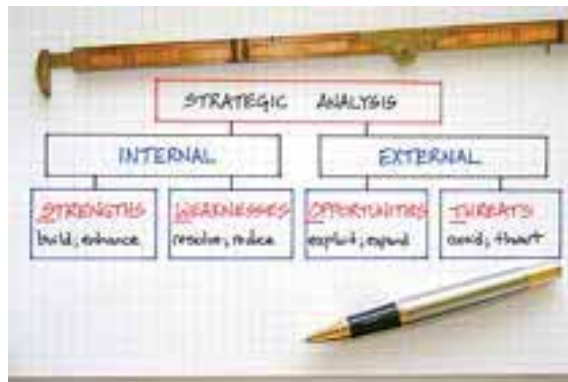 STRATEGIC ANALYSIS
INTERNAL EXTERNAL
STRENGTHS WEAKNESSES OPPORTUNITIES THREATS
build, enhance resolve, reduce exploit, expand avoid, thwart